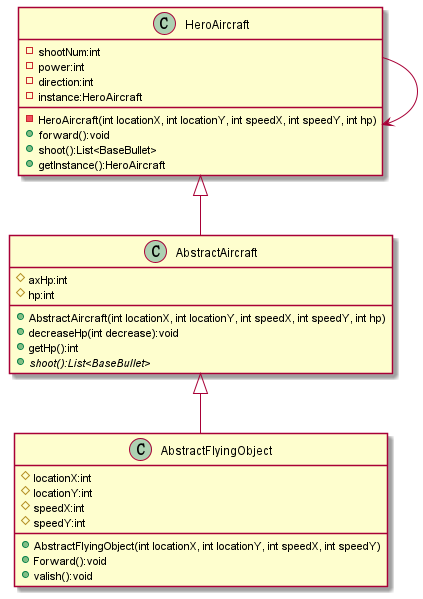 C HeroAircraft
shootNum:int
power:int
direction:int
instance:HeroAircraft
HeroAircraft(int locationX, int locationY, int speedX, int speedY, int hp)
forward():void
shoot():List<BaseBullet>
getInstance():HeroAircraft
C AbstractAircraft
axHp:int
hp:int
AbstractAircraft(int locationX, int locationY, int speedX, int speedY, int hp)
decreaseHp(int decrease):void
getHp():int
shoot():List<BaseBullet>
C AbstractFlyingObject
locationX:int
locationY:int
speedX:int
speedY:int
AbstractFlyingObject(int locationX, int locationY, int speedX, int speedY)
Forward():void
valish():void